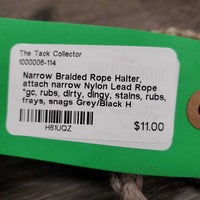 The Tack Collector
1000006-114
Narrow Braided Rope Halter,
attach narrow Nylon Lead Rope
*gc, rubs, dirty, dingy, stains, rubs,
frays, snags Grey/Black H
H61UQZ
$11.00